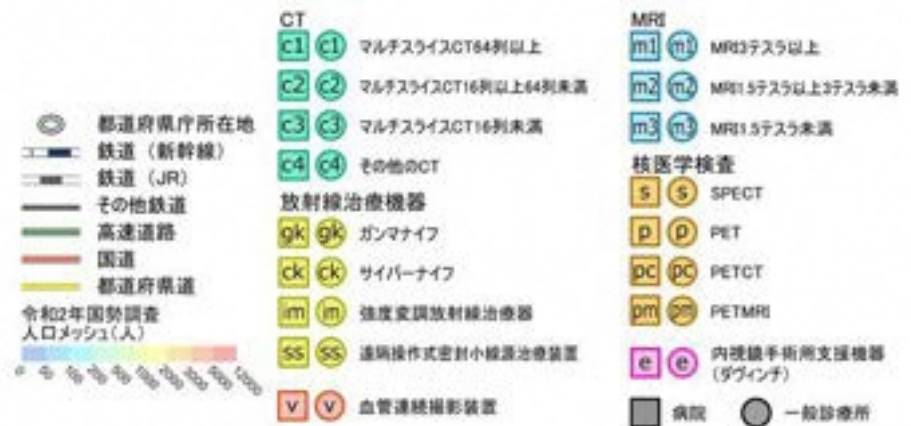 都道府県庁所在地
鉄道（新幹線）
鉄道（JR）
その他鉄道
高速道路
国道
都道府県道
令和2年国勢調査
人口メッシュ(人)
0 50 100 200 500 1000 2000 3000 5000 12000
CT
c1 c1 マルチスライスCT64列以上
c2 c2 マルチスライスCT16列以上64列未満
c3 c3 マルチスライスCT16列未満
c4 c4 その他のCT
放射線治療機器
gk gk ガンマナイフ
ck ck サイバーナイフ
im im 強度変調放射線治療器
ss ss 遠隔操作式密封小線源治療装置
v v 血管連続撮影装置
MRI
m1 m1 MRI3テスラ以上
m2 m2 MRI1.5テスラ以上3テスラ未満
m3 m3 MRI1.5テスラ未満
核医学検査
s s SPECT
p p PET
pc pc PETCT
pm pm PETMRI
e e 内視鏡手術用支援機器
(ダヴィンチ)
病院 一般診療所